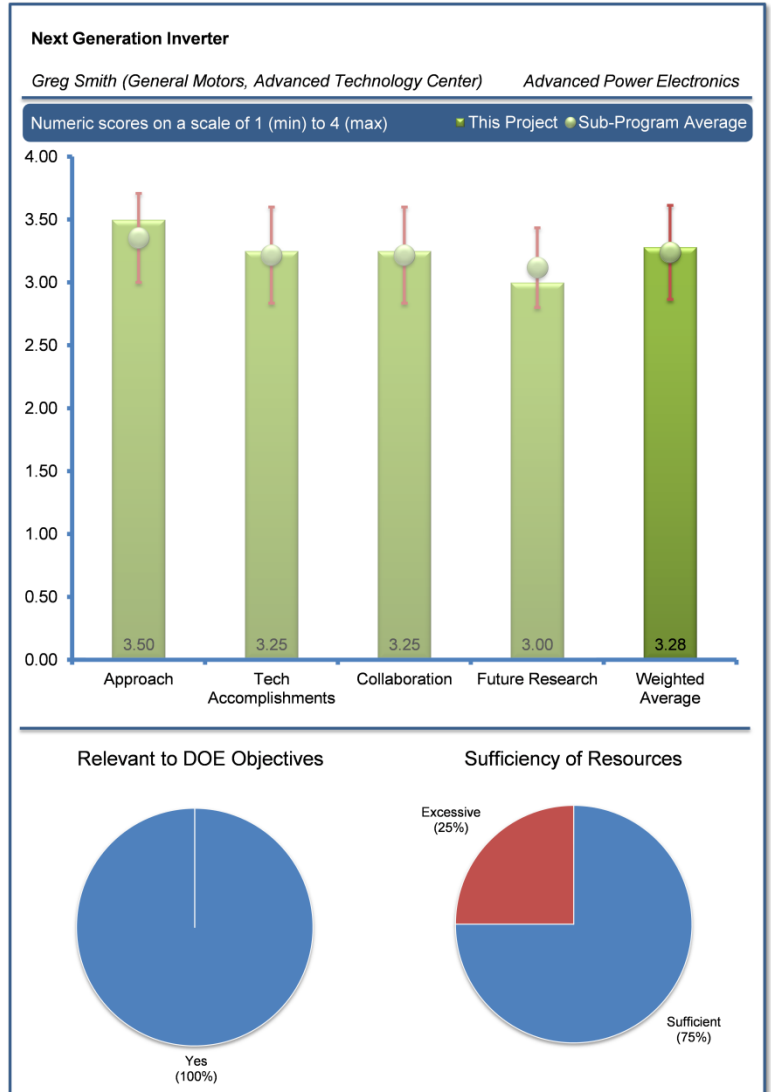 Next Generation Inverter
Greg Smith (General Motors, Advanced Technology Center) Advanced Power Electronics
Numeric scores on a scale of 1 (min) to 4 (max) This Project Sub-Program Average
4.00
3.50
3.00
2.50
2.00
1.50
1.00
0.50
0.00
3.50 3.25 3.25 3.00 3.28
Approach Tech Collaboration Future Research Weighted
Accomplishments Average
Relevant to DOE Objectives Sufficiency of Resources
Excessive
(25%)
Yes
(100%)
Sufficient
(75%)